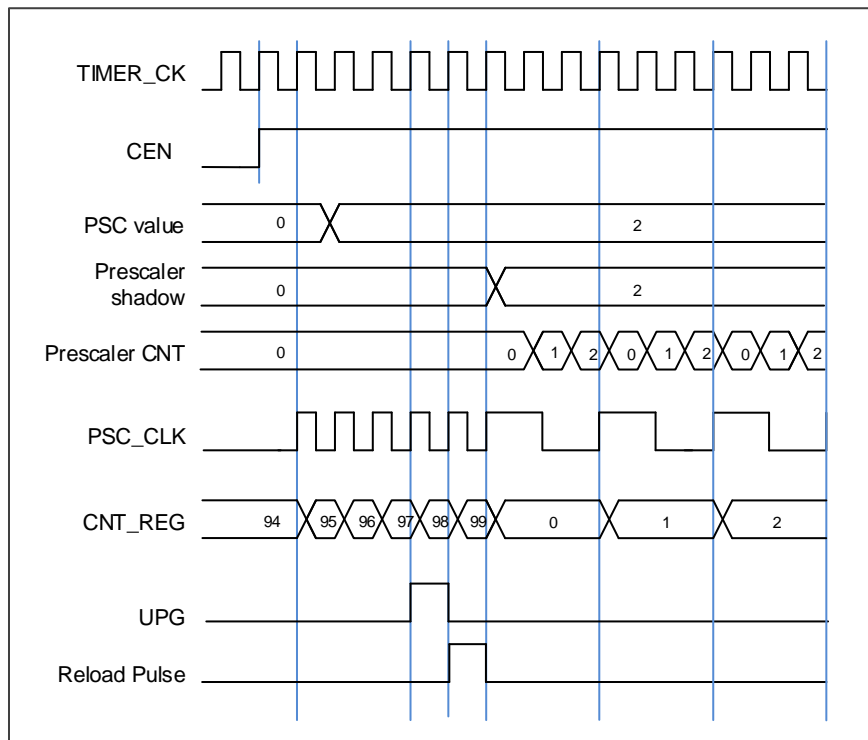 TIMER_CK
CEN
PSC value 0 2
Prescaler
shadow 0 2
Prescaler CNT 0 0 1 2 0 1 2 0 1 2
PSC_CLK
CNT_REG 94 95 96 97 98 99 0 1 2
UPG
Reload Pulse